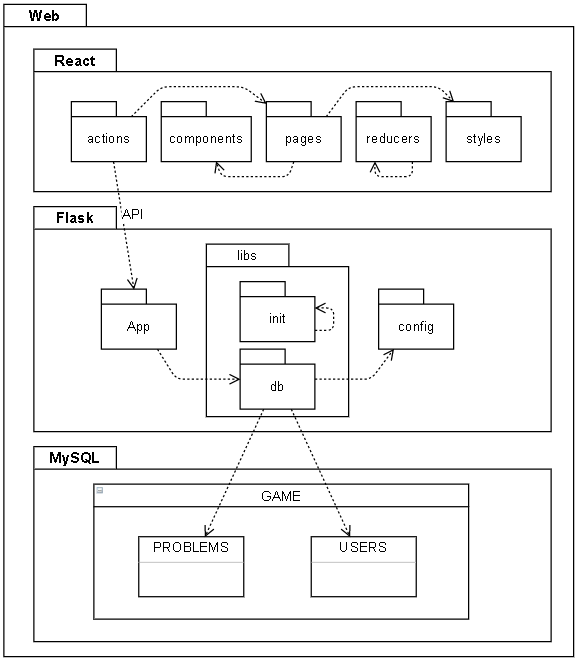 Web
React
actions
components
pages
reducers
styles
API
Flask
libs
init
App
config
db
MySQL
GAME
PROBLEMS
USERS